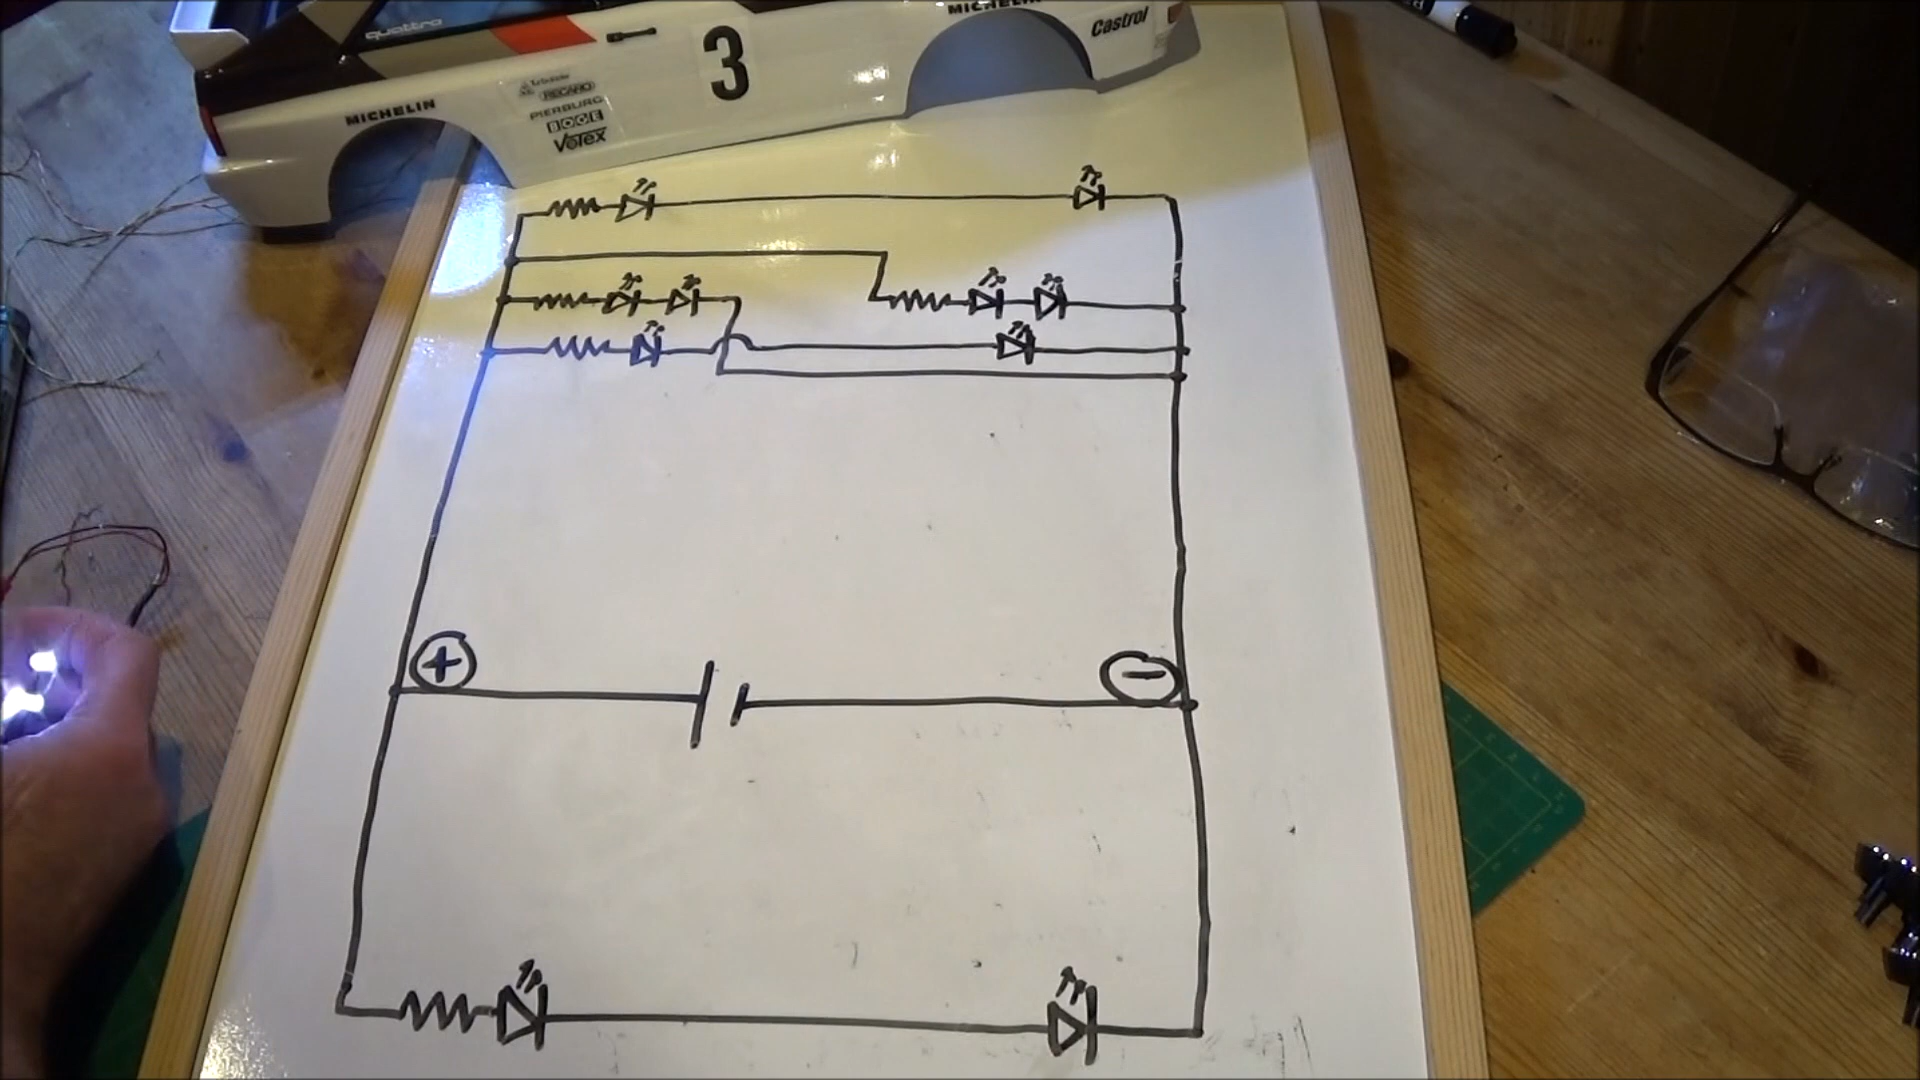 quattro
MICHELIN
3
MICHELIN
Castrol
RECARO
PIERBURG
BOGE
Votex
+
−